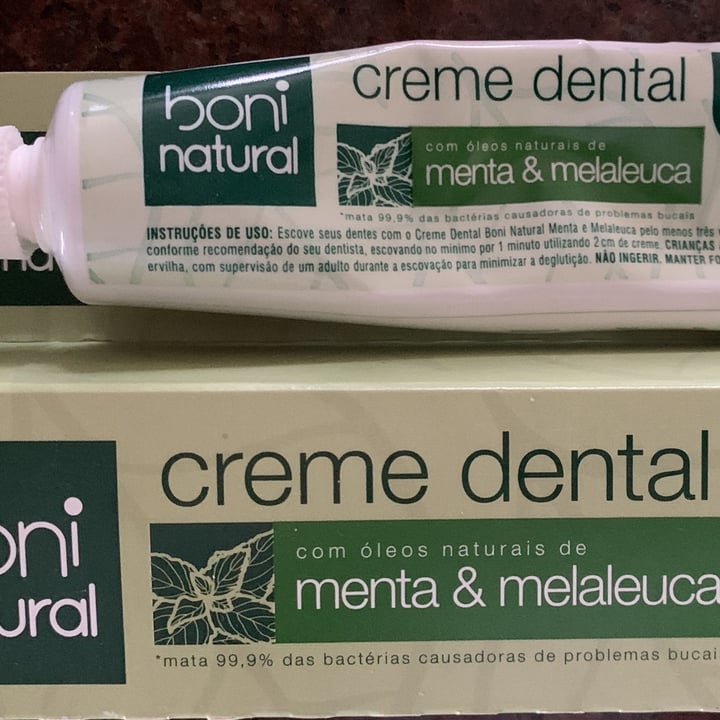 boni
natural
creme dental
com óleos naturais de
menta & melaleuca
*mata 99,9% das bactérias causadoras de problemas bucais
INSTRUÇÕES DE USO: Escove seus dentes com o Creme Dental Boni Natural Menta e Melaleuca pelo menos três
conforme recomendação do seu dentista, escovando no mínimo por 1 minuto utilizando 2cm de creme. CRIANÇAS
ervilha, com supervisão de um adulto durante a escovação para minimizar a deglutição. NÃO INGERIR. MANTER FO
oni
ural
creme dental
com óleos naturais de
menta & melaleuca
*mata 99,9% das bactérias causadoras de problemas bucai